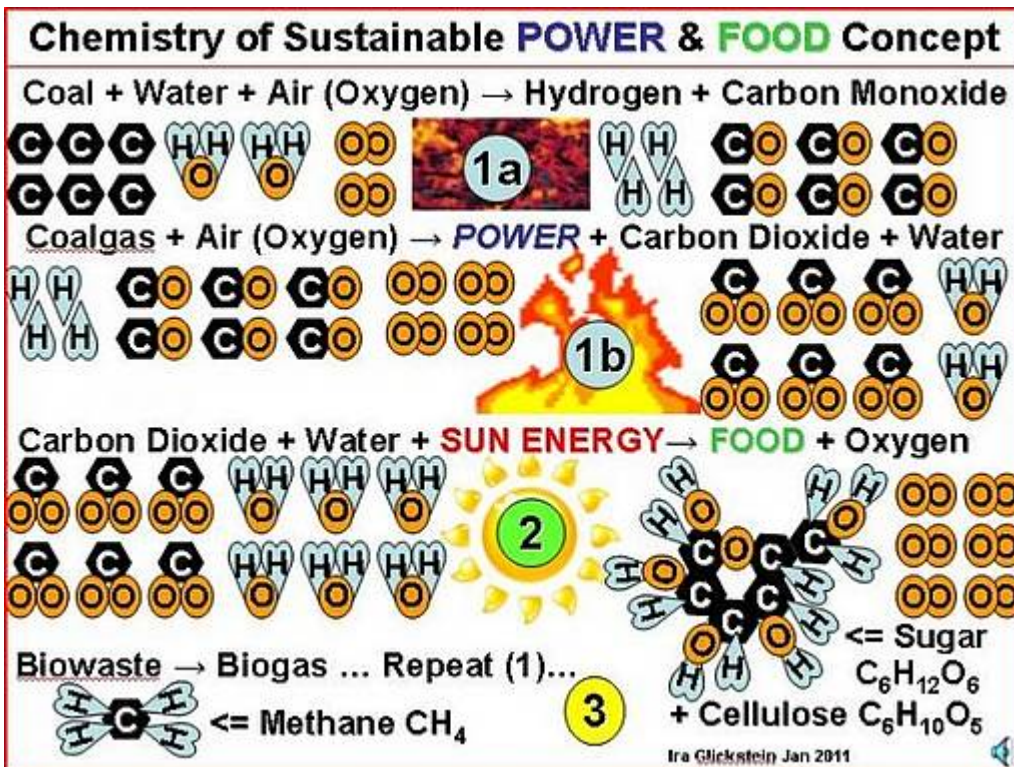 Chemistry of Sustainable POWER & FOOD Concept
Coal + Water + Air (Oxygen) → Hydrogen + Carbon Monoxide
C C C H H H H O O C O C O C O
O O 1a H H
C C C O O H H C O C O C O
Coalgas + Air (Oxygen) → POWER + Carbon Dioxide + Water
H H C O C O C O O O O O C C C H H
O O O O O O O
H H C O C O C O O O O O 1b C C C H H
O O O O O O O
Carbon Dioxide + Water + SUN ENERGY → FOOD + Oxygen
C C C H H H H H H
O O O O O O O O O
2
C C C H H H H H H
O O O O O O O O O
H H H H O O C O C C H H O C C C H H O O H H H O O O O
O O O O
O O O O
<= Sugar
C6H12O6
Biowaste → Biogas ... Repeat (1)...
H H C H H <= Methane CH4
3
+ Cellulose C6H10O5
Ira Glickstein Jan 2011